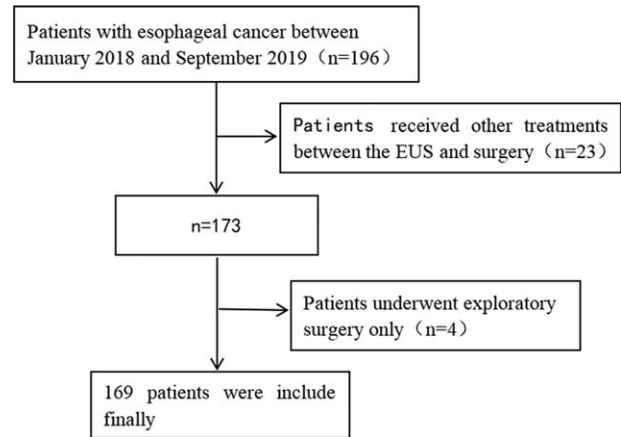 Patients with esophageal cancer between
January 2018 and September 2019（n=196）
Patients received other treatments
between the EUS and surgery（n=23）
n=173
Patients underwent exploratory
surgery only（n=4）
169 patients were include
finally